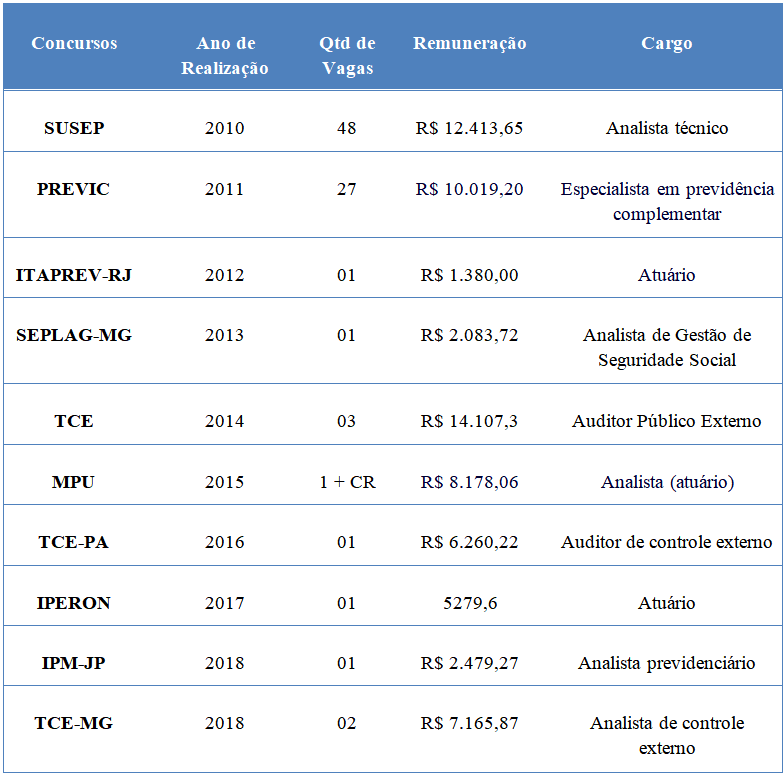 Concursos Ano de Realização Qtd de Vagas Remuneração Cargo
SUSEP 2010 48 R$ 12.413,65 Analista técnico
PREVIC 2011 27 R$ 10.019,20 Especialista em previdência
complementar
ITAPREV-RJ 2012 01 R$ 1.380,00 Atuário
SEPLAG-MG 2013 01 R$ 2.083,72 Analista de Gestão de
Seguridade Social
TCE 2014 03 R$ 14.107,3 Auditor Público Externo
MPU 2015 1 + CR R$ 8.178,06 Analista (atuário)
TCE-PA 2016 01 R$ 6.260,22 Auditor de controle externo
IPERON 2017 01 5279,6 Atuário
IPM-JP 2018 01 R$ 2.479,27 Analista previdenciário
TCE-MG 2018 02 R$ 7.165,87 Analista de controle
externo